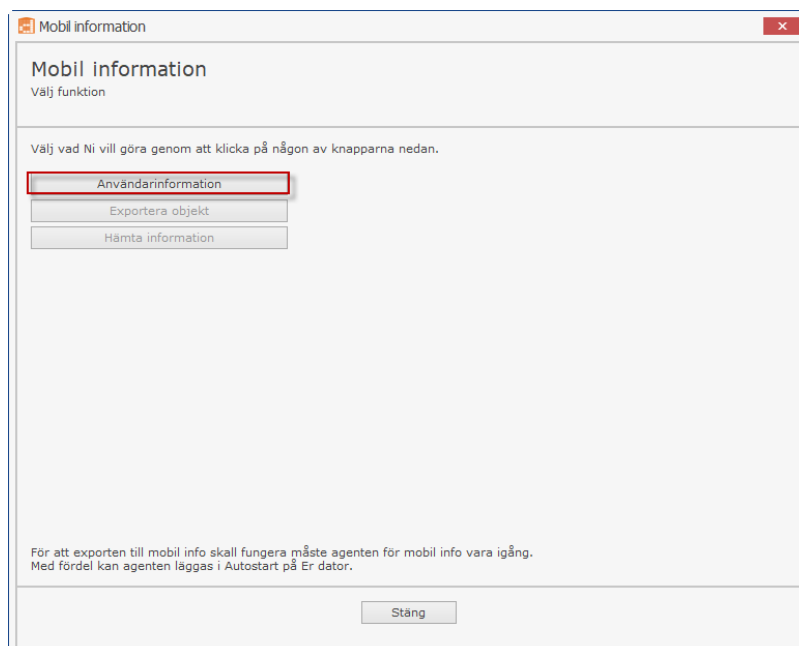 Mobil information
Mobil information
Välj funktion
Välj vad Ni vill göra genom att klicka på någon av knapparna nedan.
Användarinformation
Exportera objekt
Hämta information
För att exporten till mobil info skall fungera måste agenten för mobil info vara igång.
Med fördel kan agenten läggas i Autostart på Er dator.
Stäng